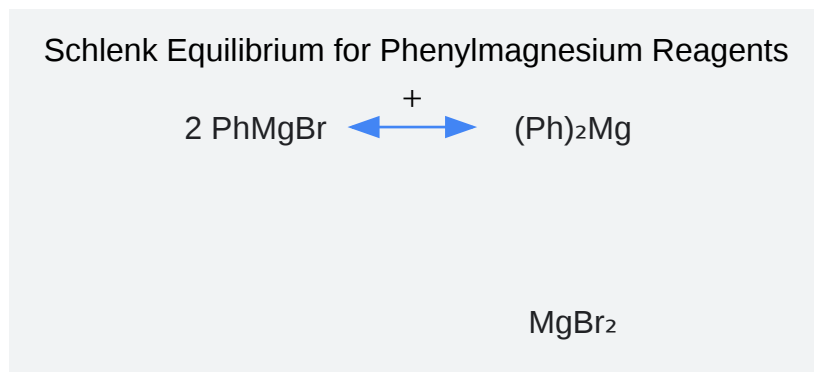 Schlenk Equilibrium for Phenylmagnesium Reagents
+
2 PhMgBr (Ph)₂Mg
MgBr₂